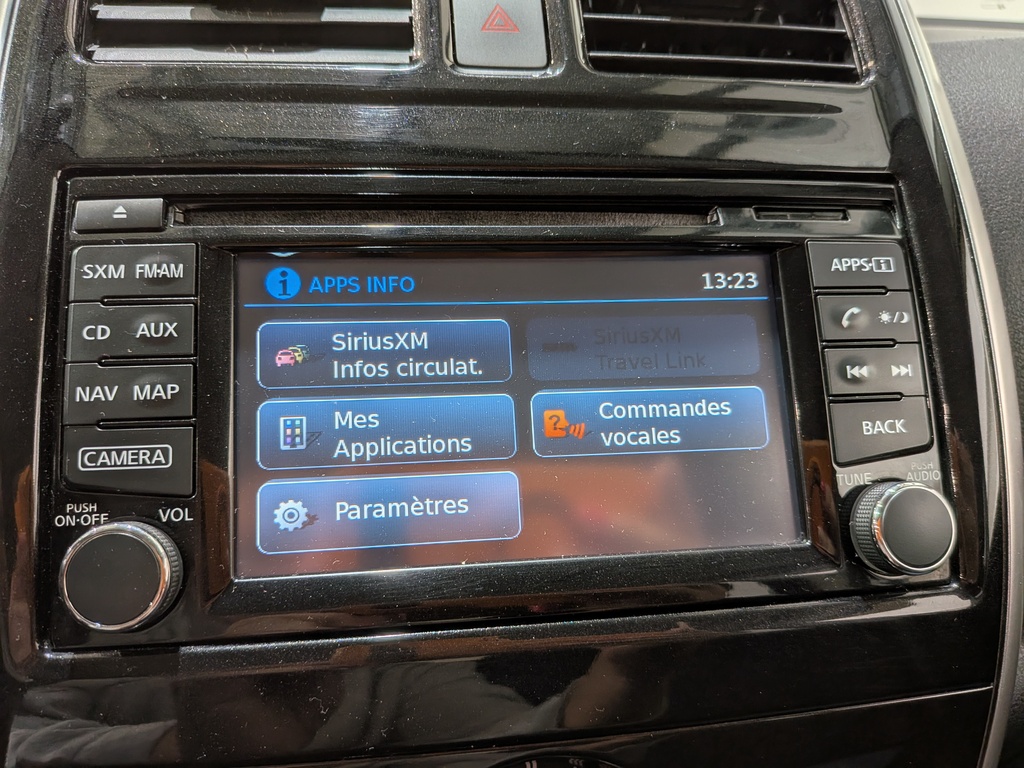 SXM FM·AM
CD AUX
NAV MAP
CAMERA
PUSH
ON·OFF
VOL
APPS INFO
13:23
SiriusXM
Infos circulat.
SiriusXM
Travel Link
Mes
Applications
Commandes
vocales
Paramètres
APPS·i
BACK
TUNE
PUSH
AUDIO